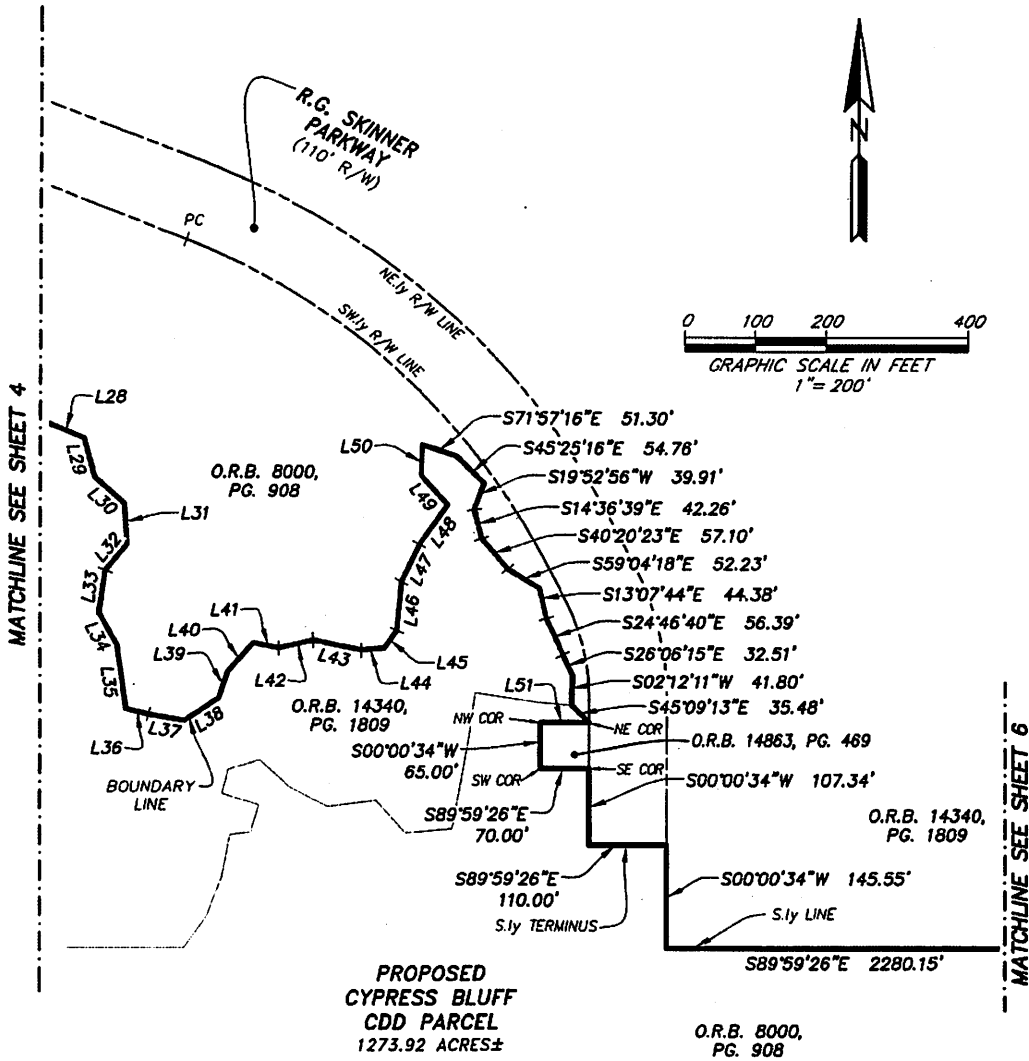 R.G. SKINNER
PARKWAY
(110' R/W)
N
PC
NE.ly R/W LINE
SW.ly R/W LINE
0 100 200 400
GRAPHIC SCALE IN FEET
1"= 200'
MATCHLINE SEE SHEET 4
L28
L29
L30
L31
L32
L33
L34
L35
L36
L37
L38
L39
L40
L41
L42
L43
L44
L45
L46
L47
L48
L49
L50
O.R.B. 8000,
PG. 908
S71°57'16"E 51.30'
S45°25'16"E 54.76'
S19°52'56"W 39.91'
S14°36'39"E 42.26'
S40°20'23"E 57.10'
S59°04'18"E 52.23'
S13°07'44"E 44.38'
S24°46'40"E 56.39'
S26°06'15"E 32.51'
S02°12'11"W 41.80'
S45°09'13"E 35.48'
L51
NW COR
NE COR
O.R.B. 14340,
PG. 1809
O.R.B. 14863, PG. 469
S00°00'34"W
65.00'
SW COR
SE COR
S00°00'34"W 107.34'
BOUNDARY
LINE
S89°59'26"E
70.00'
O.R.B. 14340,
PG. 1809
S89°59'26"E
110.00'
S.ly TERMINUS
S00°00'34"W 145.55'
S.ly LINE
S89°59'26"E 2280.15'
MATCHLINE SEE SHEET 6
PROPOSED
CYPRESS BLUFF
CDD PARCEL
1273.92 ACRES±
O.R.B. 8000,
PG. 908